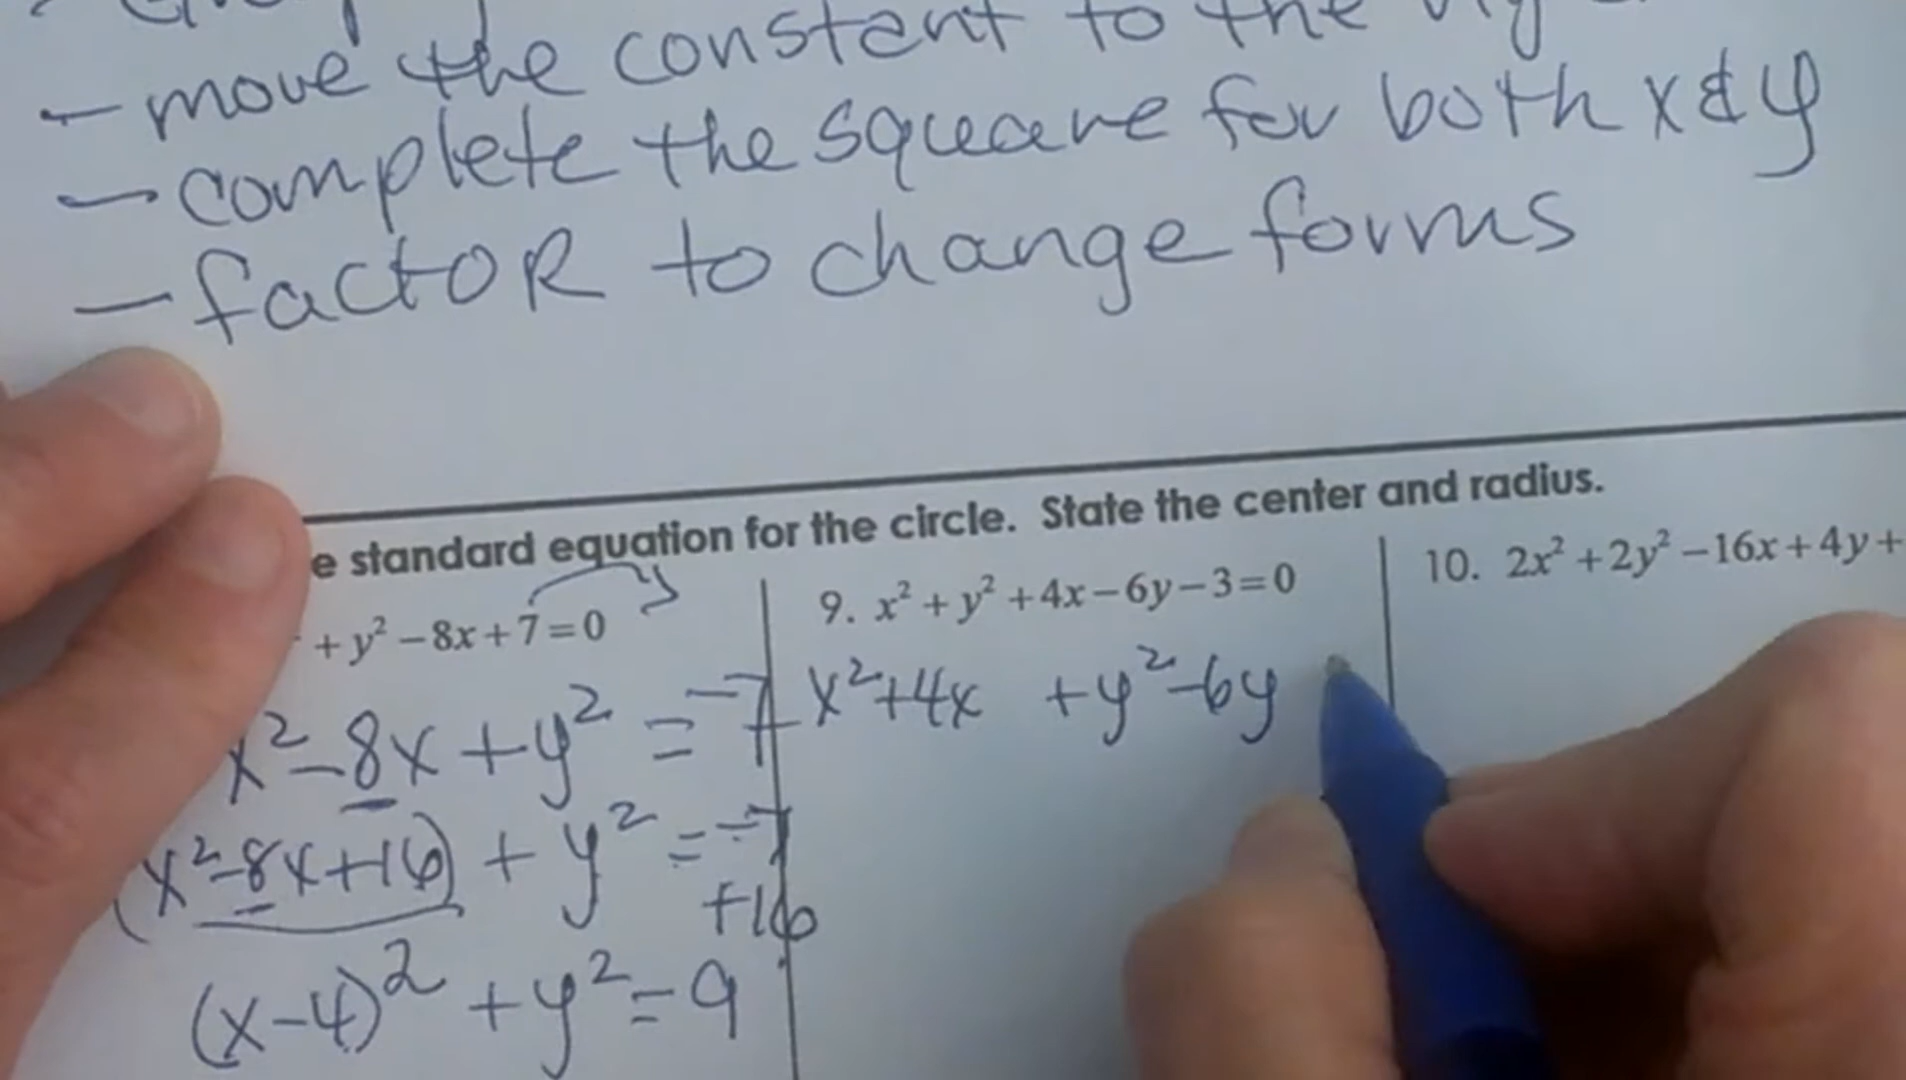 - move the constant to the
- complete the square for both x & y
- factoR to change forms
e standard equation for the circle. State the center and radius.
+ y² − 8x + 7 = 0
x² − 8x + y² = −7
(x² − 8x + 16) + y² = −7
+16
(x − 4)² + y² = 9
9. x² + y² + 4x − 6y − 3 = 0
x² + 4x + y² − 6y
10. 2x² + 2y² − 16x + 4y +